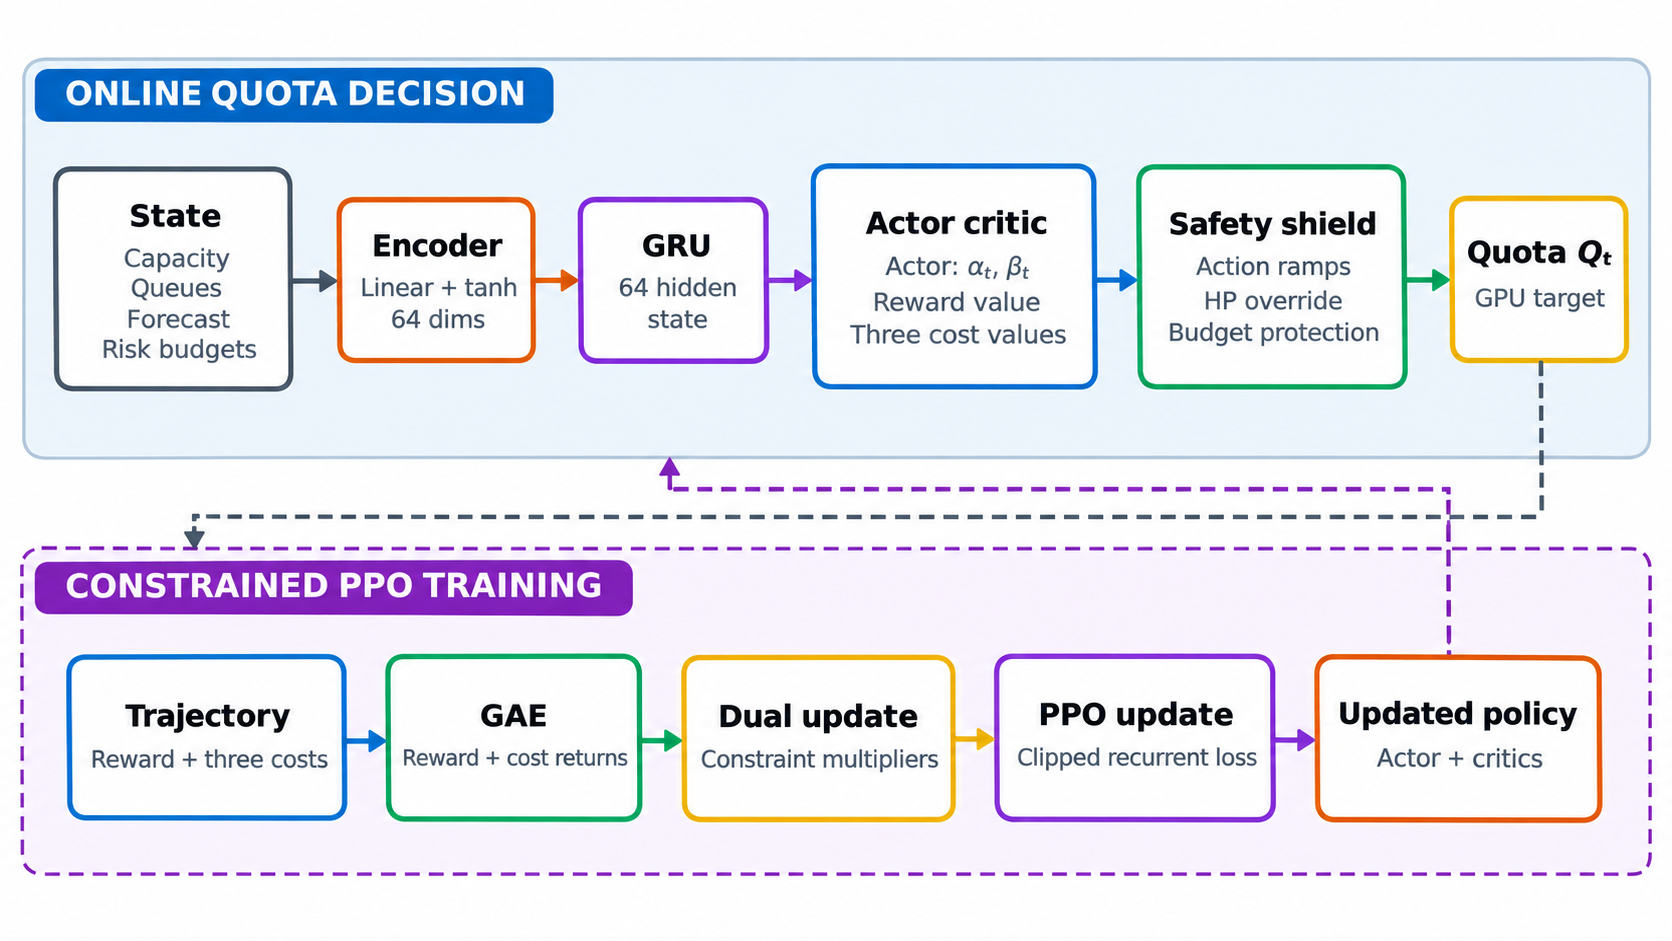 ONLINE QUOTA DECISION
State
Capacity
Queues
Forecast
Risk budgets
Encoder
Linear + tanh
64 dims
GRU
64 hidden
state
Actor critic
Actor: αₜ, βₜ
Reward value
Three cost values
Safety shield
Action ramps
HP override
Budget protection
Quota Qₜ
GPU target
CONSTRAINED PPO TRAINING
Trajectory
Reward + three costs
GAE
Reward + cost returns
Dual update
Constraint multipliers
PPO update
Clipped recurrent loss
Updated policy
Actor + critics